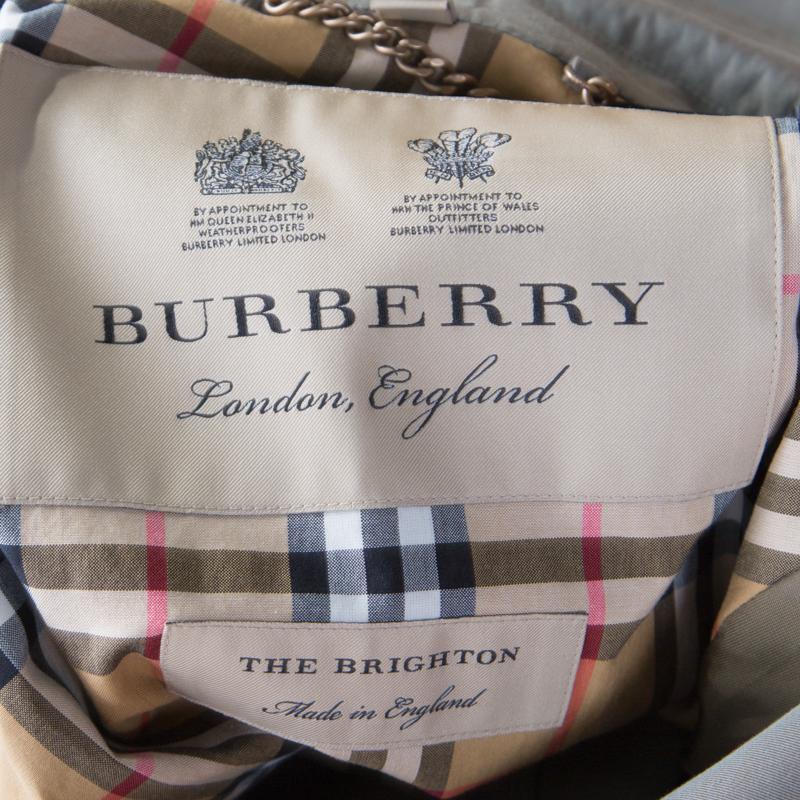 BY APPOINTMENT TO
HM QUEEN ELIZABETH II
WEATHERPROOFERS
BURBERRY LIMITED LONDON
BY APPOINTMENT TO
HRH THE PRINCE OF WALES
OUTFITTERS
BURBERRY LIMITED LONDON
BURBERRY
London, England
THE BRIGHTON
Made in England